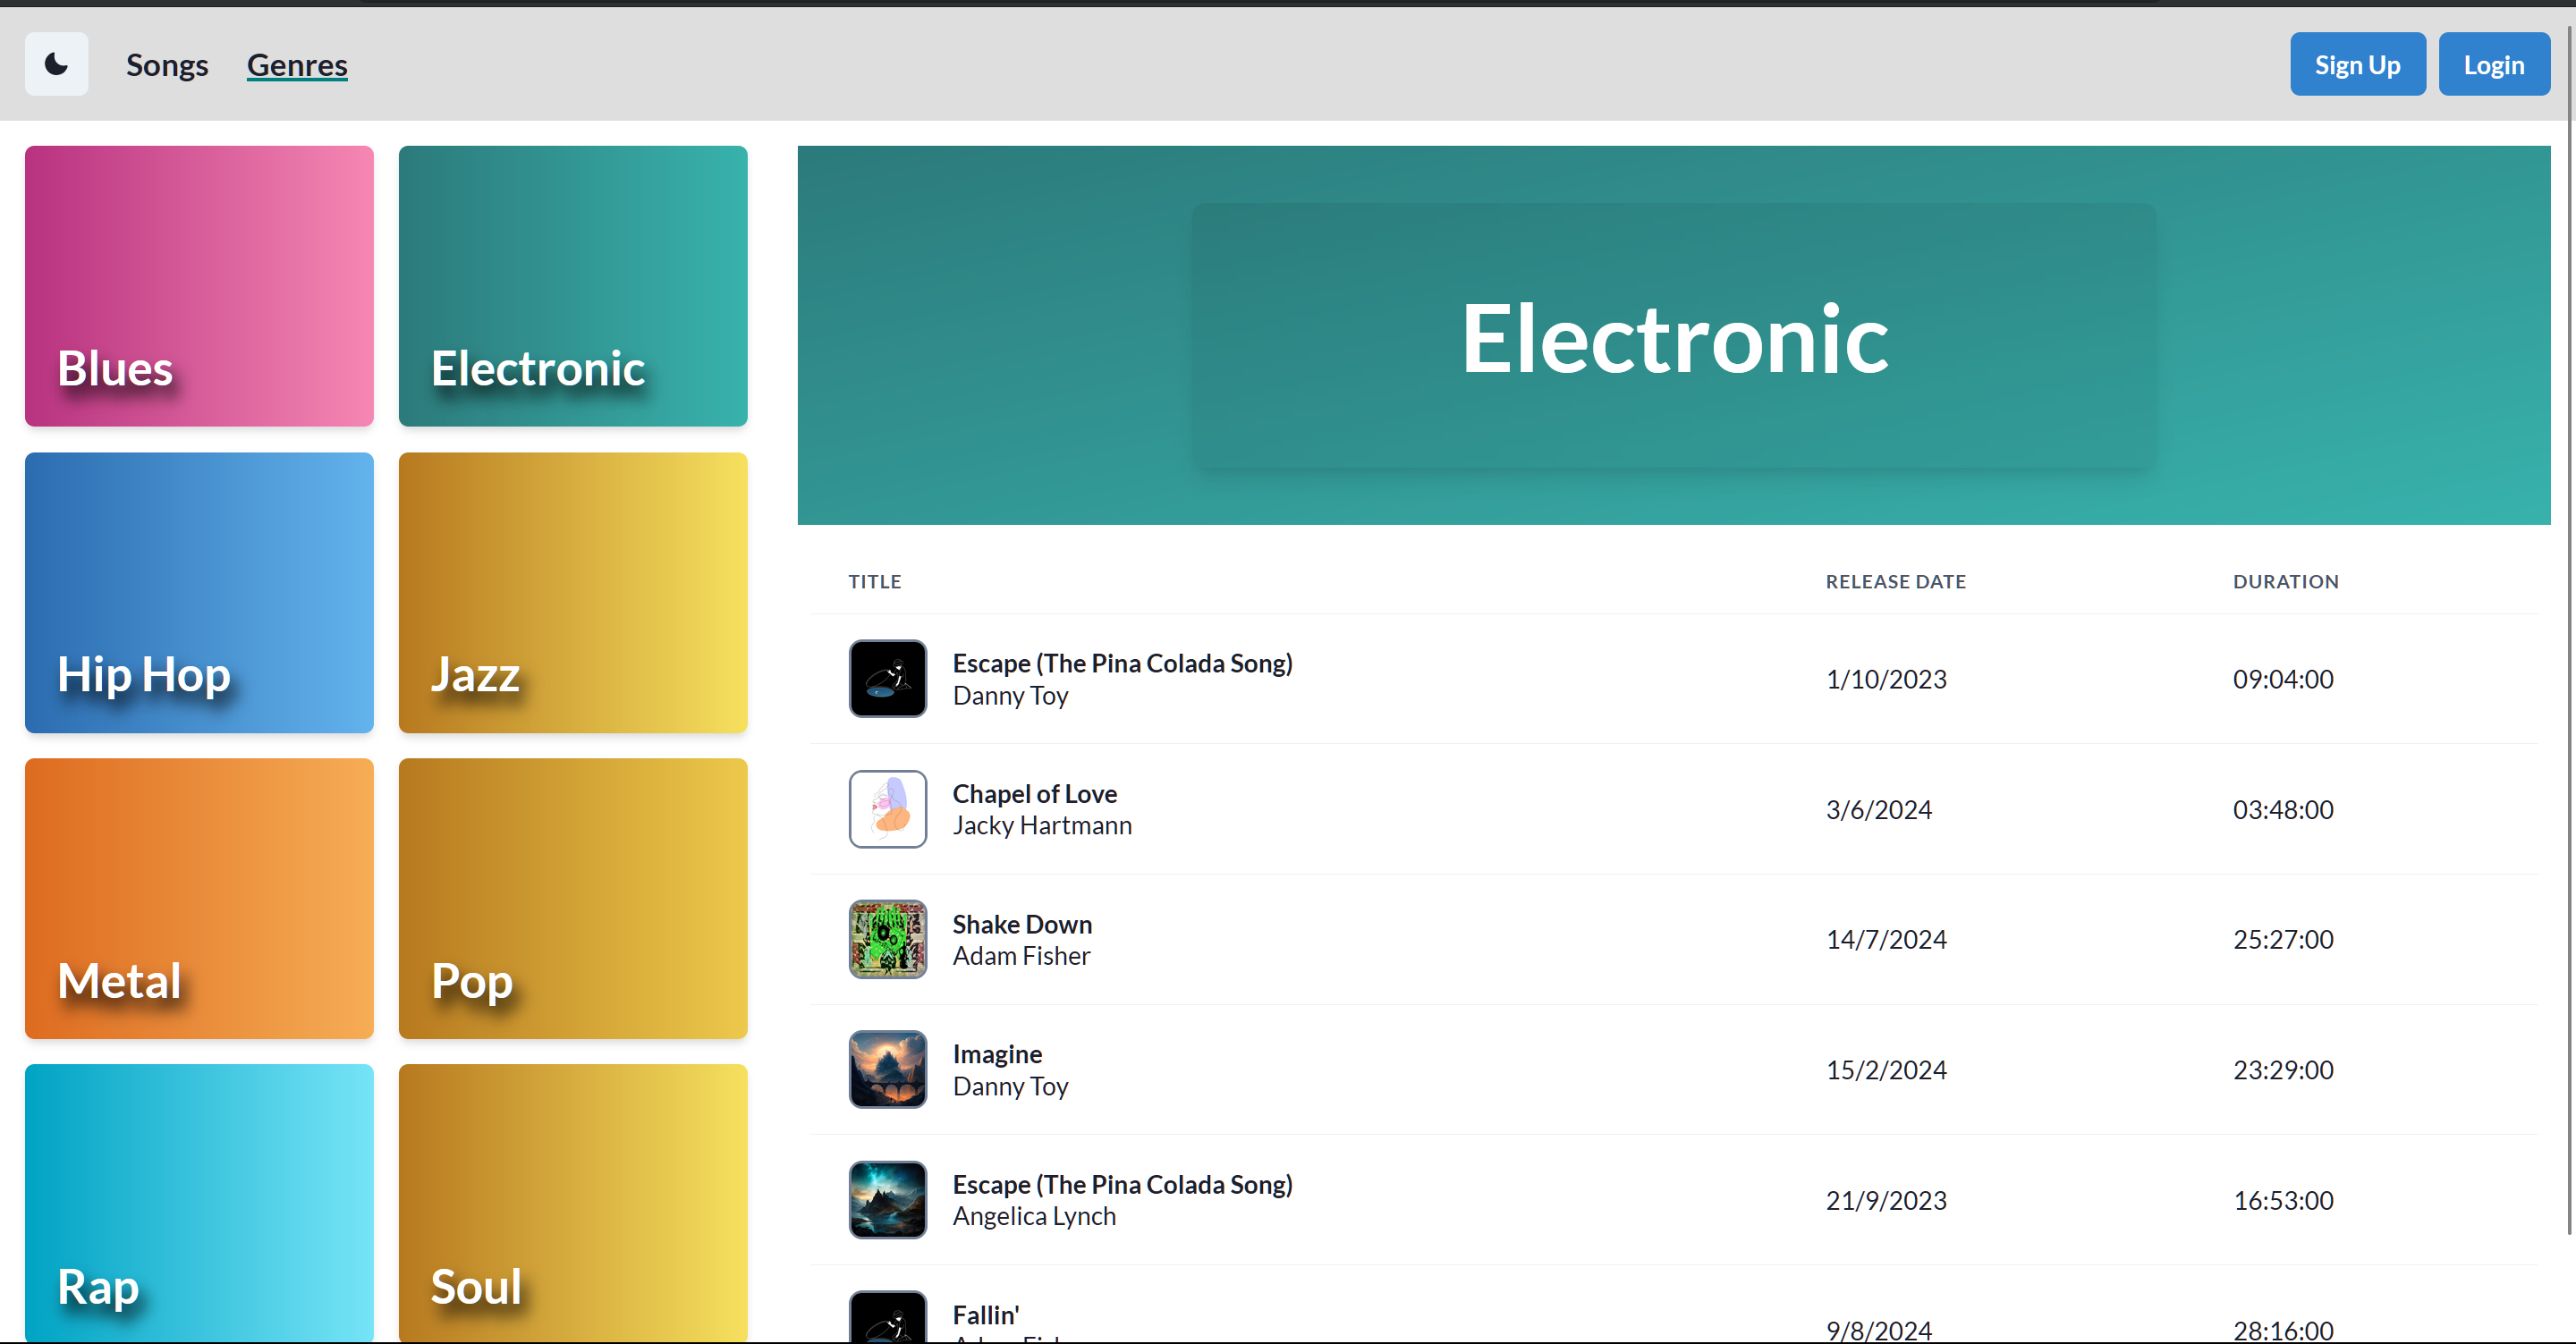 Songs Genres Sign Up Login
Blues
Electronic
Hip Hop
Jazz
Metal
Pop
Rap
Soul
Electronic
TITLE RELEASE DATE DURATION
Escape (The Pina Colada Song)
Danny Toy
1/10/2023 09:04:00
Chapel of Love
Jacky Hartmann
3/6/2024 03:48:00
Shake Down
Adam Fisher
14/7/2024 25:27:00
Imagine
Danny Toy
15/2/2024 23:29:00
Escape (The Pina Colada Song)
Angelica Lynch
21/9/2023 16:53:00
Fallin'
9/8/2024 28:16:00